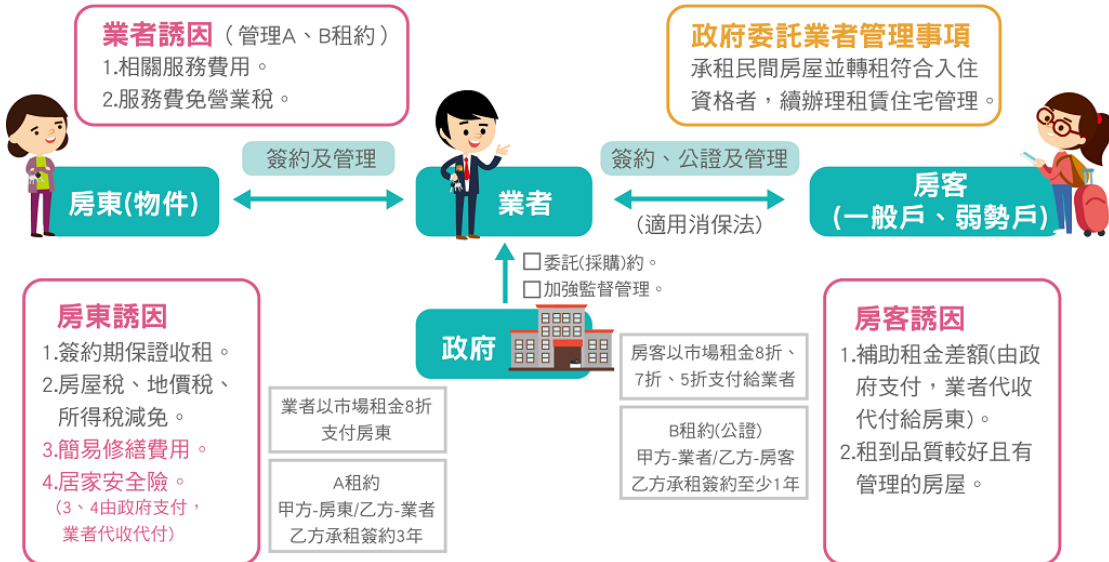 業者誘因（管理A、B租約）
1.相關服務費用。
2.服務費免營業稅。
政府委託業者管理事項
承租民間房屋並轉租符合入住
資格者，續辦理租賃住宅管理。
房東(物件)
簽約及管理
業者
簽約、公證及管理
(適用消保法)
房客
(一般戶、弱勢戶)
□委託(採購)約。
□加強監督管理。
政府
房東誘因
1.簽約期保證收租。
2.房屋稅、地價稅、
所得稅減免。
3.簡易修繕費用。
4.居家安全險。
(3、4由政府支付，
業者代收代付)
業者以市場租金8折
支付房東
A租約
甲方-房東/乙方-業者
乙方承租簽約3年
房客以市場租金8折、
7折、5折支付給業者
B租約(公證)
甲方-業者/乙方-房客
乙方承租簽約至少1年
房客誘因
1.補助租金差額(由政
府支付，業者代收
代付給房東)。
2.租到品質較好且有
管理的房屋。